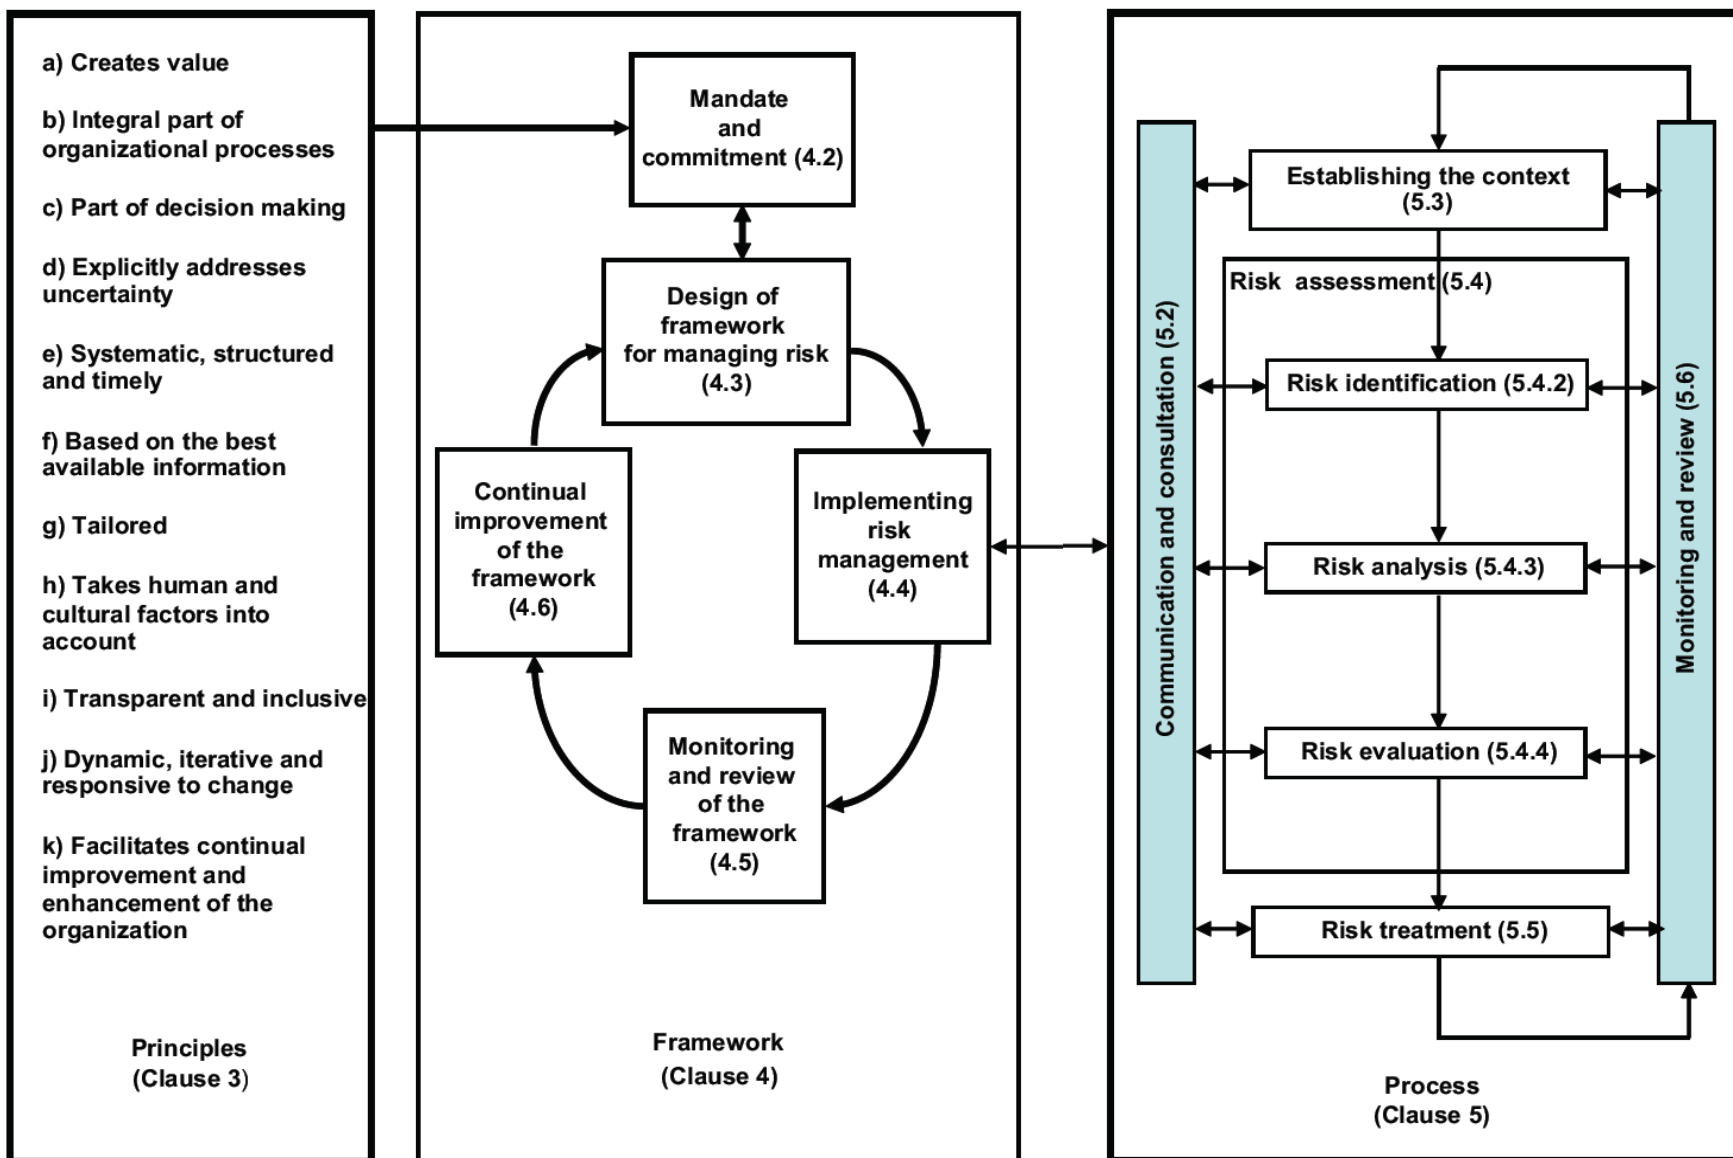 a) Creates value
b) Integral part of
organizational processes
c) Part of decision making
d) Explicitly addresses
uncertainty
e) Systematic, structured
and timely
f) Based on the best
available information
g) Tailored
h) Takes human and
cultural factors into
account
i) Transparent and inclusive
j) Dynamic, iterative and
responsive to change
k) Facilitates continual
improvement and
enhancement of the
organization
Principles
(Clause 3)
Mandate
and
commitment (4.2)
Design of
framework
for managing risk
(4.3)
Implementing
risk
management
(4.4)
Monitoring
and review
of the
framework
(4.5)
Continual
improvement
of the
framework
(4.6)
Framework
(Clause 4)
Communication and consultation (5.2)
Establishing the context
(5.3)
Risk  assessment (5.4)
Risk identification (5.4.2)
Risk analysis (5.4.3)
Risk evaluation (5.4.4)
Risk treatment (5.5)
Monitoring and review (5.6)
Process
(Clause 5)